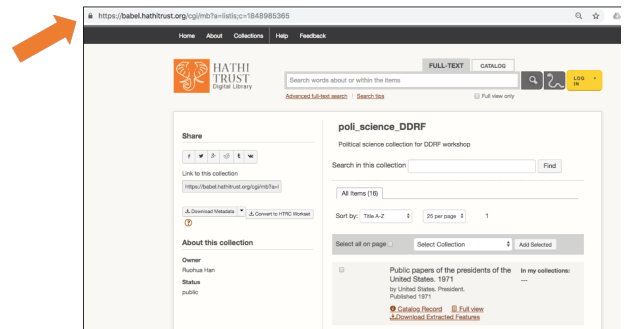 https://babel.hathitrust.org/cgi/mb?a=listis;c=1848985365
Home About Collections Help Feedback
HATHI
TRUST
Digital Library
FULL-TEXT CATALOG
Search words about or within the items
LOG
IN
Advanced full-text search | Search tips
Full view only
Share
Link to this collection
https://babel.hathitrust.org/cgi/mb?a=l
Download Metadata
Convert to HTRC Workset
About this collection
Owner
Ruohua Han
Status
public
poli_science_DDRF
Political science collection for DDRF workshop
Search in this collection
Find
All Items (16)
Sort by: Title A-Z 25 per page 1
Select all on page Select Collection Add Selected
Public papers of the presidents of the
United States. 1971
by United States. President.
Published 1971
Catalog Record Full view
Download Extracted Features
In my collections:
---